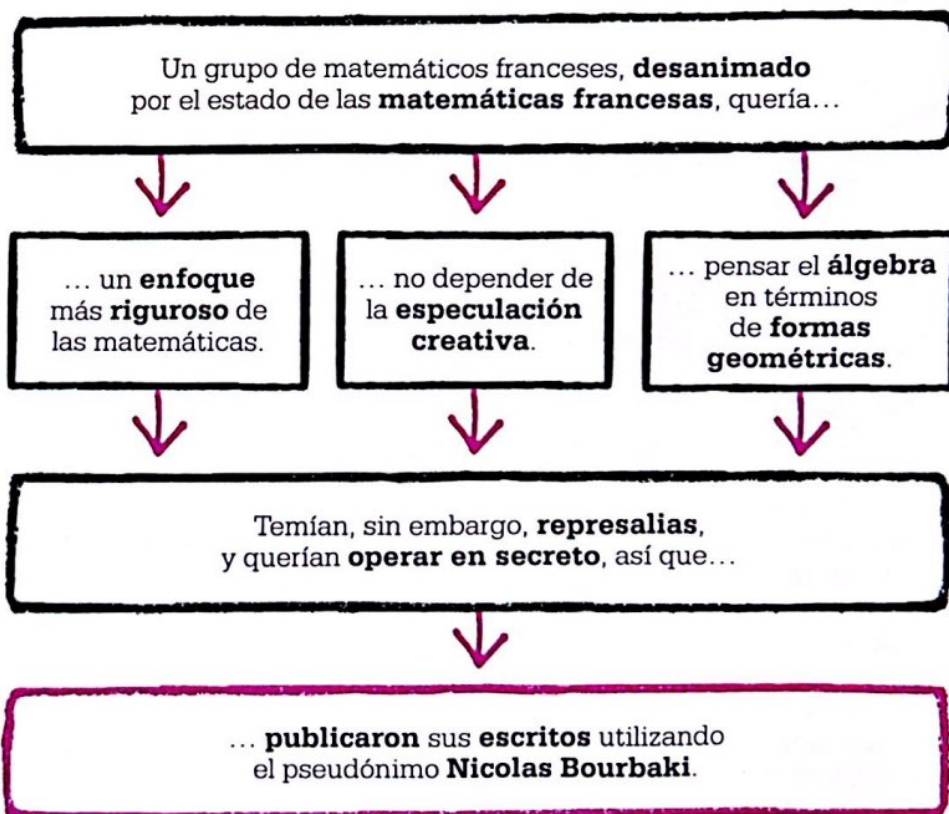 Un grupo de matemáticos franceses, desanimado
por el estado de las matemáticas francesas, quería…
… un enfoque
más riguroso de
las matemáticas.
… no depender de
la especulación
creativa.
… pensar el álgebra
en términos
de formas
geométricas.
Temían, sin embargo, represalias,
y querían operar en secreto, así que…
… publicaron sus escritos utilizando
el pseudónimo Nicolas Bourbaki.